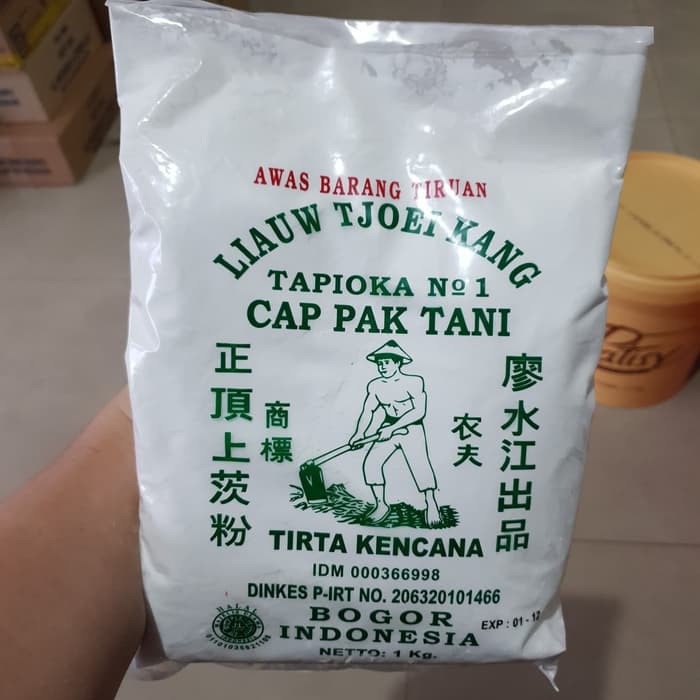 AWAS BARANG TIRUAN
LIAUW TJOEI KANG
TAPIOKA No 1
CAP PAK TANI
正頂上茨粉
商標
农夫
廖水江出品
TIRTA KENCANA
IDM 000366998
DINKES P-IRT NO. 206320101466
BOGOR
INDONESIA
EXP : 01 - 12
NETTO: 1 Kg.
HALAL